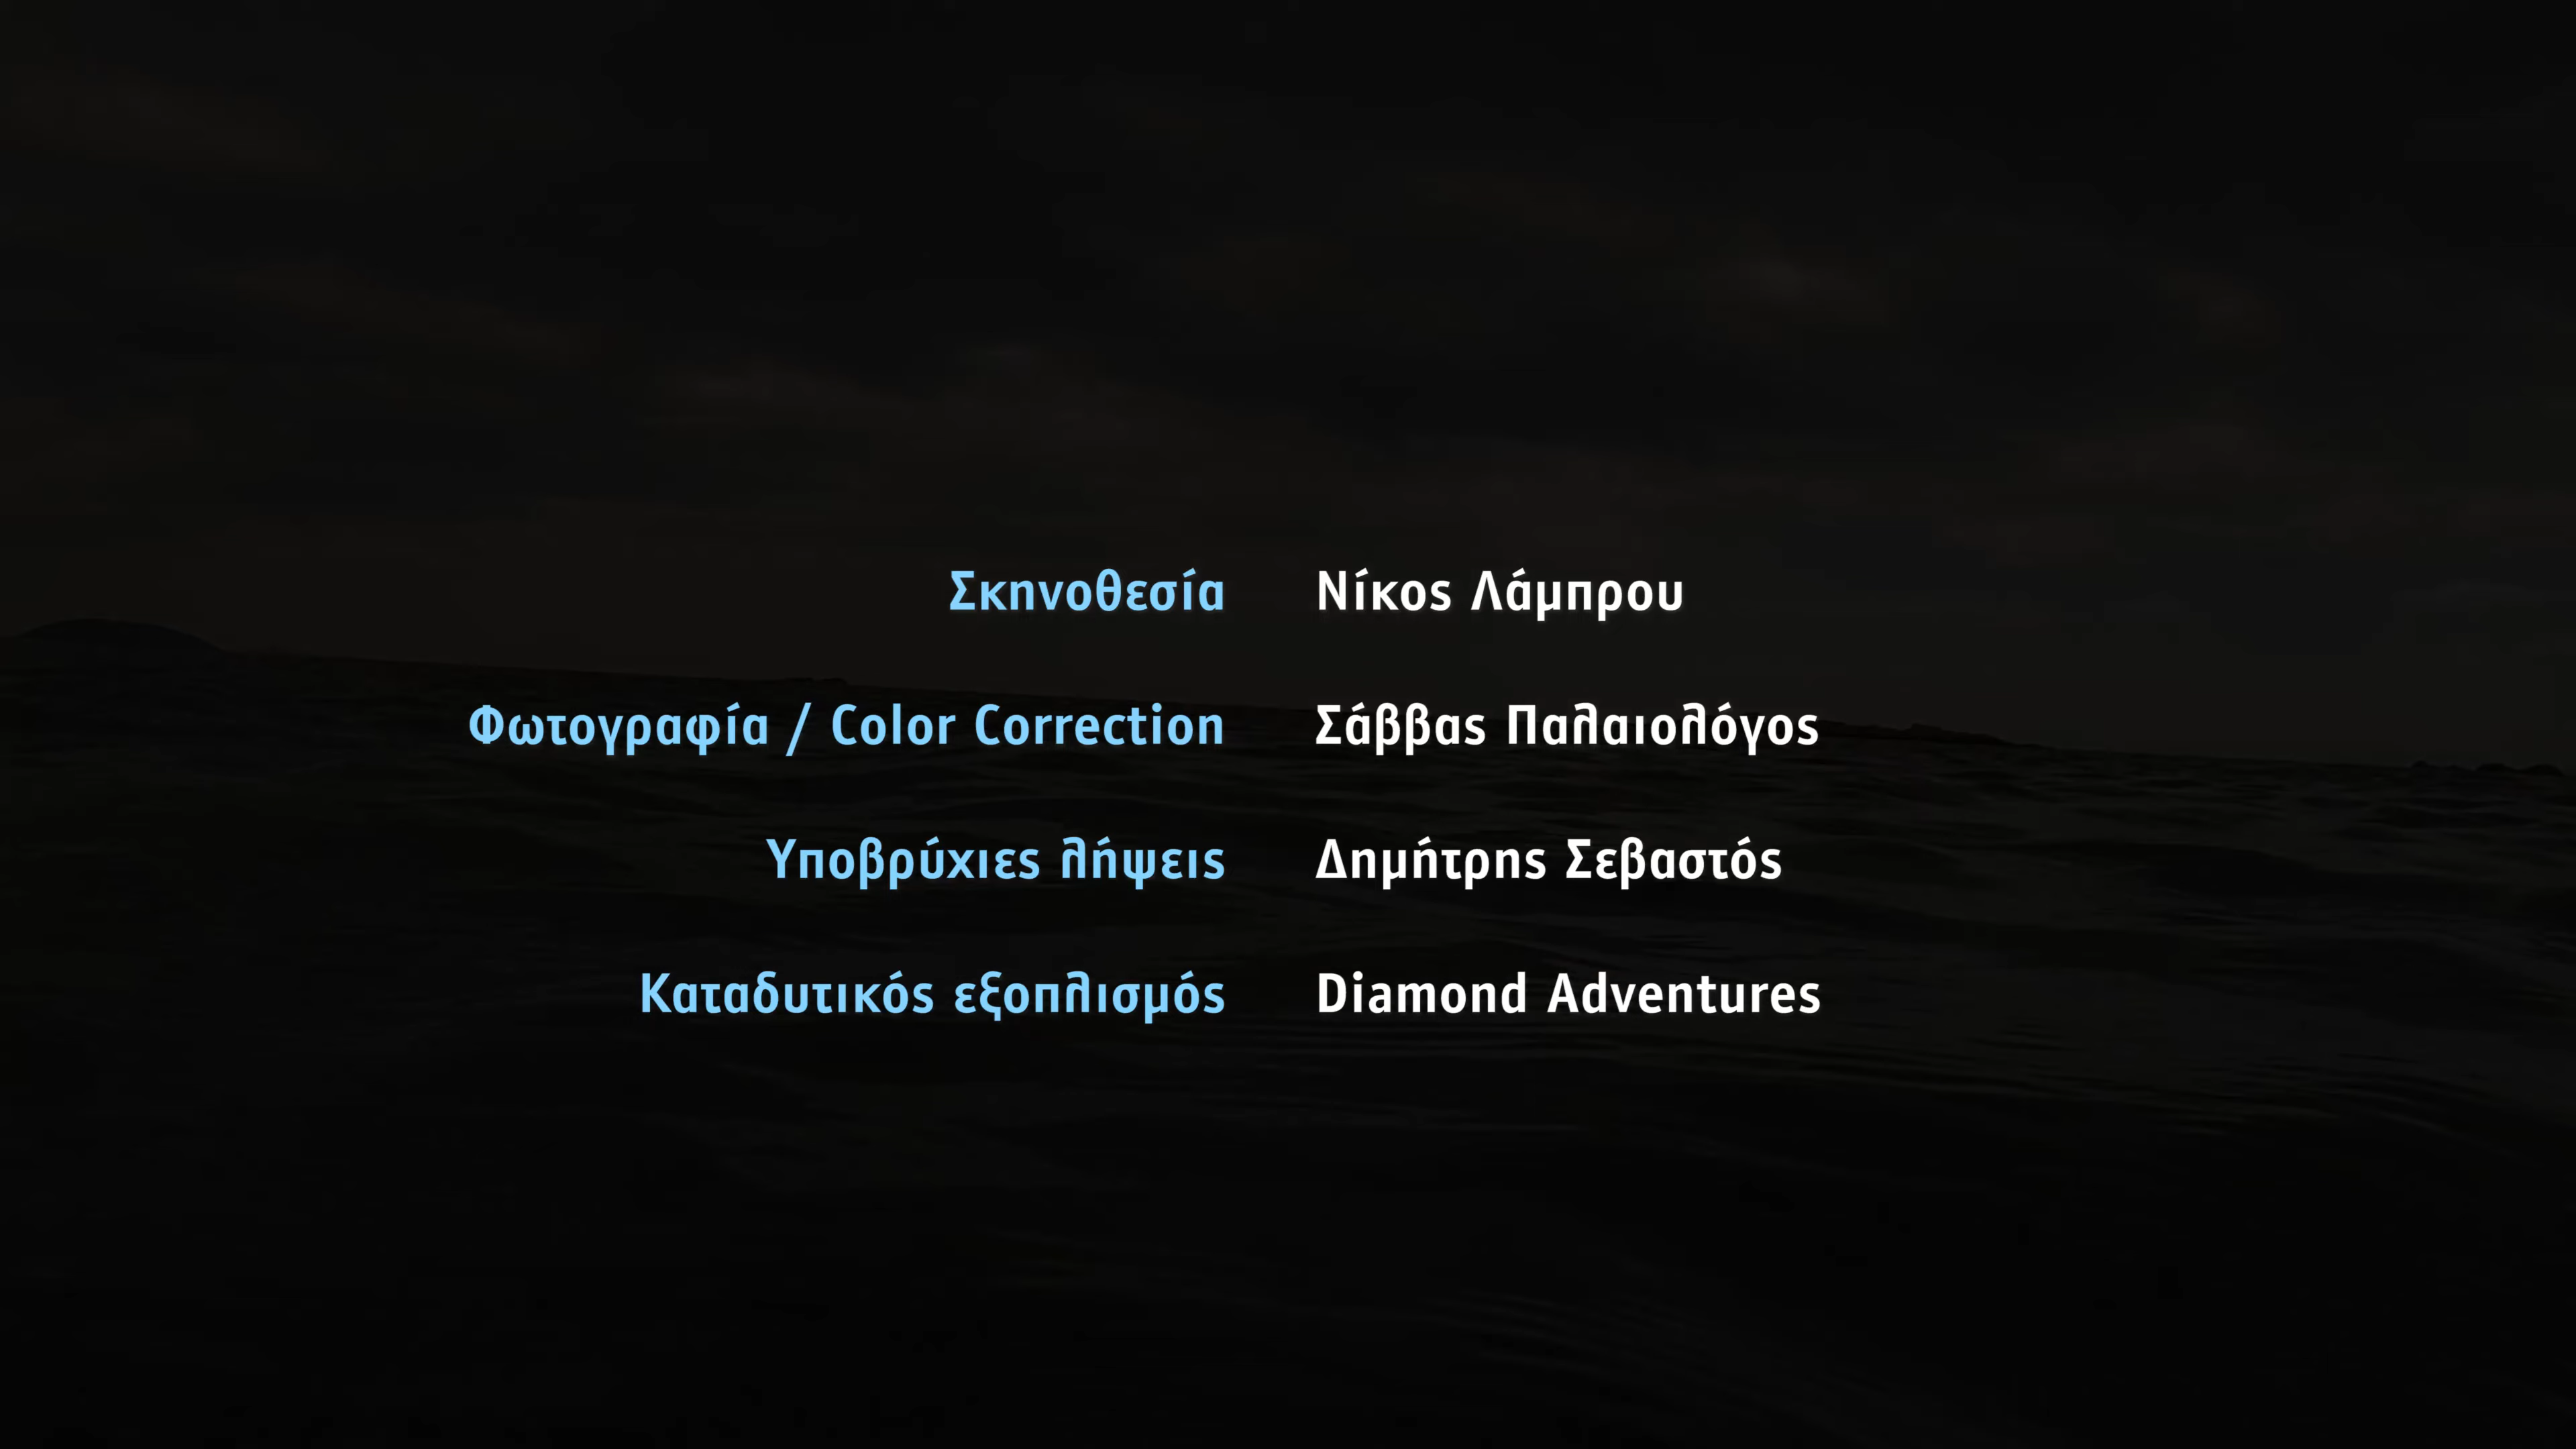 Σκηνοθεσία Νίκος Λάμπρου
Φωτογραφία / Color Correction Σάββας Παλαιολόγος
Υποβρύχιες λήψεις Δημήτρης Σεβαστός
Καταδυτικός εξοπλισμός Diamond Adventures